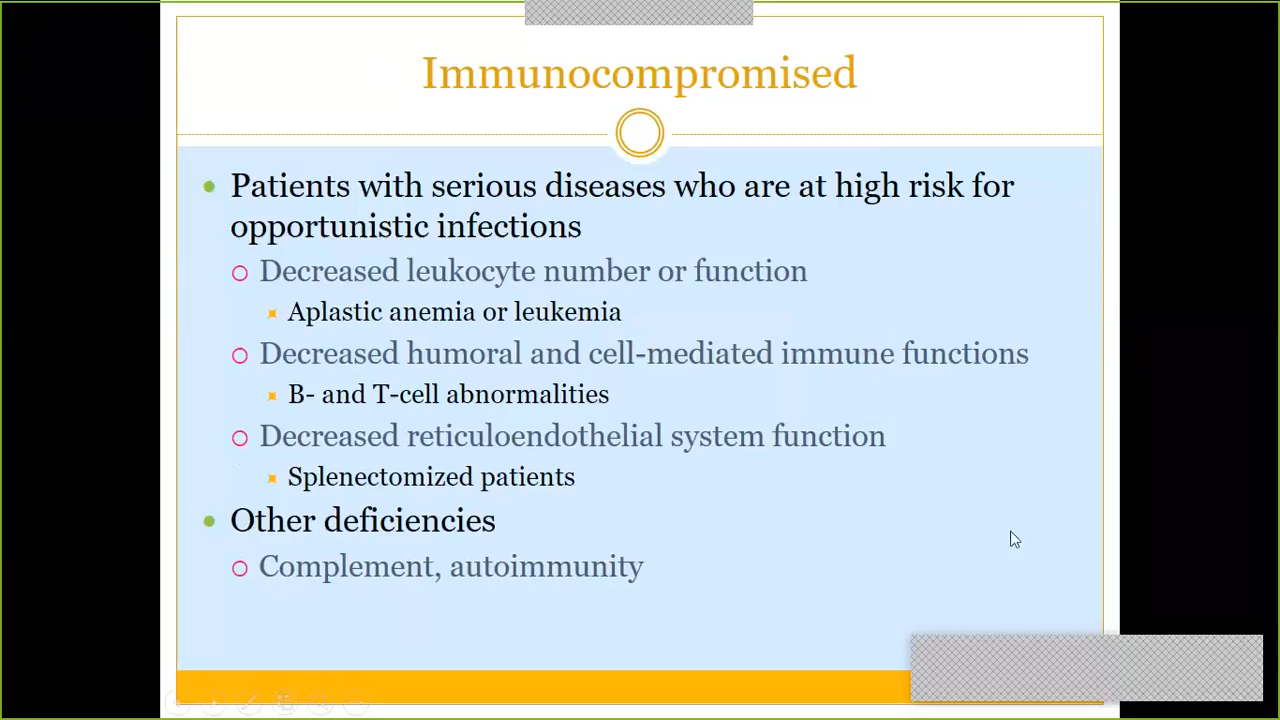 Immunocompromised
Patients with serious diseases who are at high risk for
opportunistic infections
Decreased leukocyte number or function
Aplastic anemia or leukemia
Decreased humoral and cell-mediated immune functions
B- and T-cell abnormalities
Decreased reticuloendothelial system function
Splenectomized patients
Other deficiencies
Complement, autoimmunity